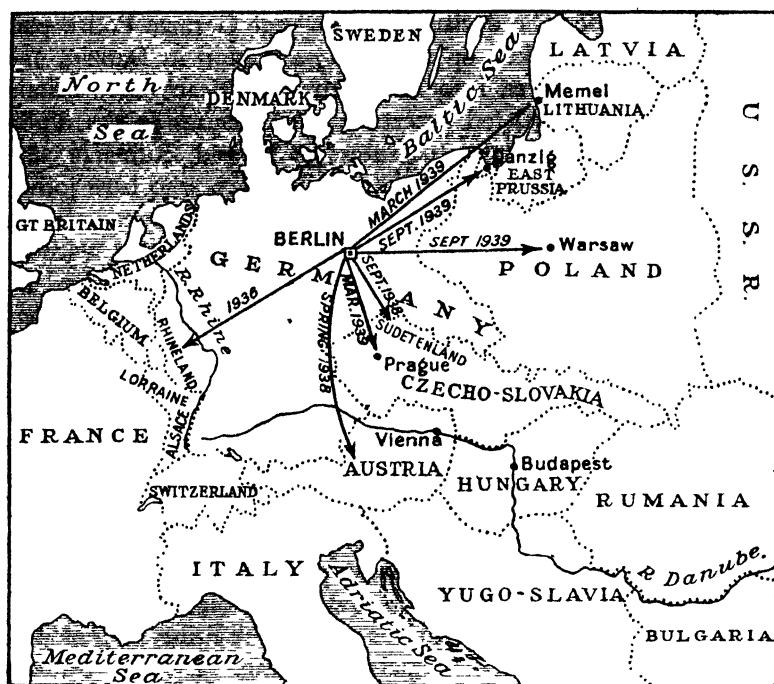 SWEDEN
LATVIA
North
Sea
DENMARK
Baltic Sea
Memel
LITHUANIA
U.S.S.R.
Danzig
EAST
PRUSSIA
MARCH 1939
SEPT 1939
GT BRITAIN
NETHERLANDS
BERLIN
SEPT 1939
Warsaw
POLAND
GERMANY
R. Rhine
1936
SEPT. 1938
MAR. 1939
SPRING. 1938
BELGIUM
RHINELAND
SUDETENLAND
Prague
CZECHO-SLOVAKIA
LORRAINE
ALSACE
FRANCE
Vienna
AUSTRIA
Budapest
HUNGARY
SWITZERLAND
RUMANIA
ITALY
Adriatic Sea
YUGO-SLAVIA
R Danube.
BULGARIA
Mediterranean
Sea